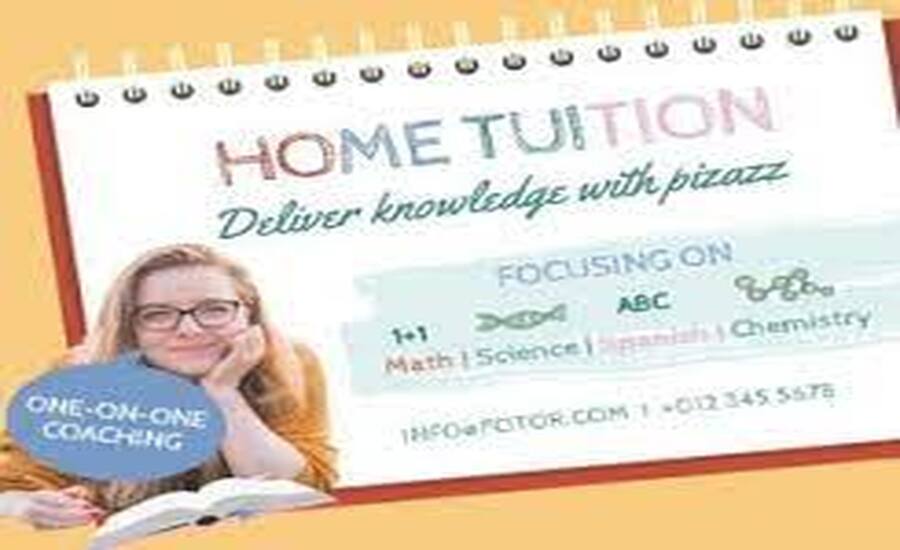 HOME TUITION
Deliver knowledge with pizazz
FOCUSING ON
1+1
ABC
Math | Science | Spanish | Chemistry
INFO@FOTOR.COM | +012 345 5678
ONE-ON-ONE
COACHING